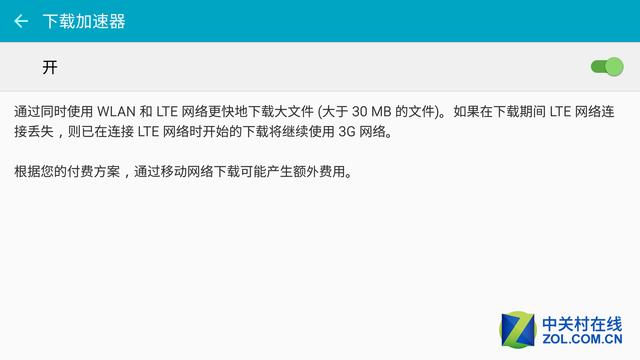 下载加速器
开
通过同时使用 WLAN 和 LTE 网络更快地下载大文件 (大于 30 MB 的文件)。如果在下载期间 LTE 网络连
接丢失，则已在连接 LTE 网络时开始的下载将继续使用 3G 网络。
根据您的付费方案，通过移动网络下载可能产生额外费用。
中关村在线
ZOL.COM.CN